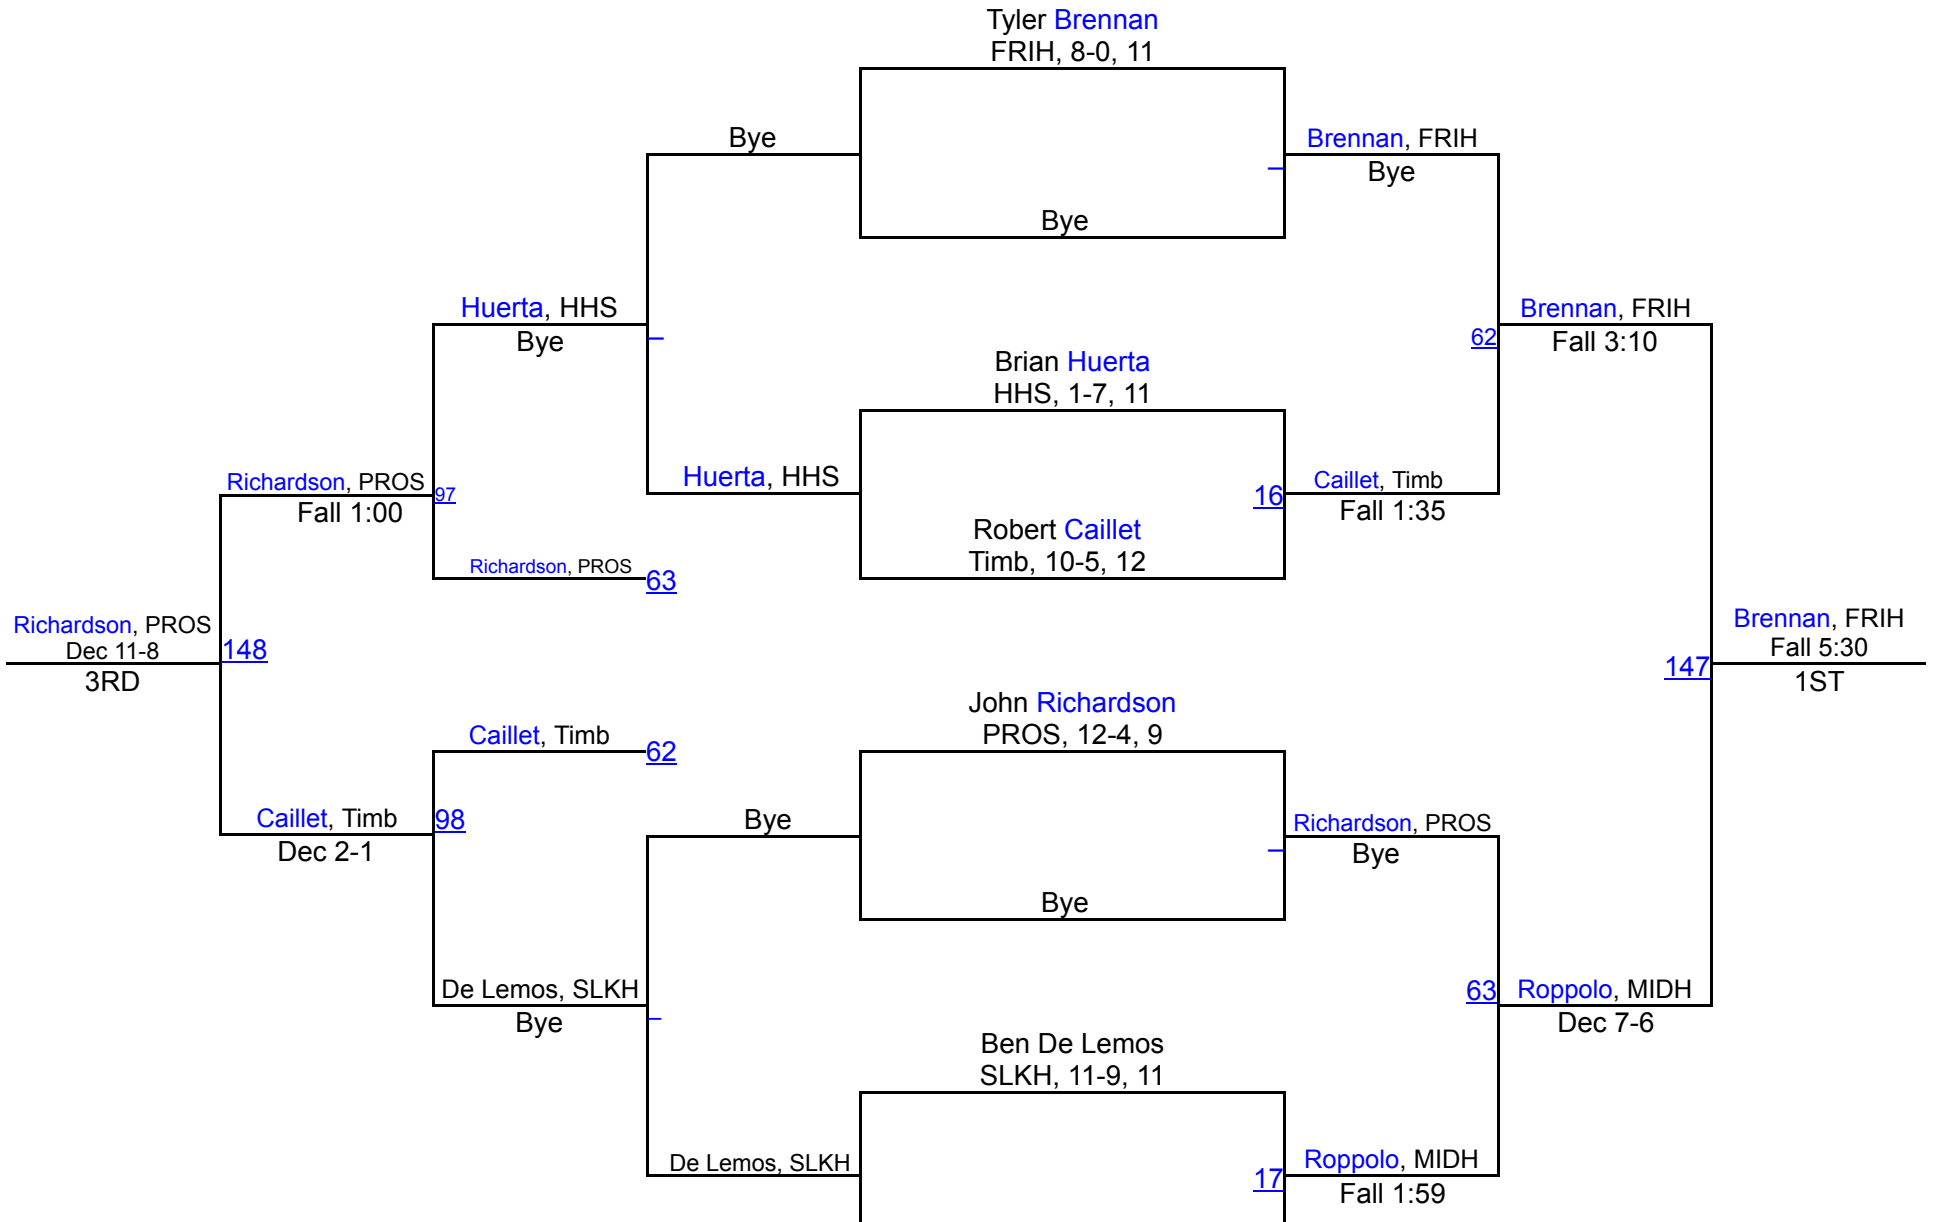 Tyler Brennan
FRIH, 8-0, 11
Bye
Brennan, FRIH
Bye
Bye
Huerta, HHS
Bye
Brennan, FRIH
62
Fall 3:10
Brian Huerta
HHS, 1-7, 11
Richardson, PROS
97
Fall 1:00
Huerta, HHS
16
Caillet, Timb
Fall 1:35
Robert Caillet
Timb, 10-5, 12
Richardson, PROS
63
Richardson, PROS
Dec 11-8
148
3RD
Brennan, FRIH
Fall 5:30
147
1ST
John Richardson
PROS, 12-4, 9
Caillet, Timb
62
Caillet, Timb
98
Dec 2-1
Bye
Richardson, PROS
Bye
Bye
De Lemos, SLKH
Bye
63
Roppolo, MIDH
Dec 7-6
Ben De Lemos
SLKH, 11-9, 11
De Lemos, SLKH
17
Roppolo, MIDH
Fall 1:59